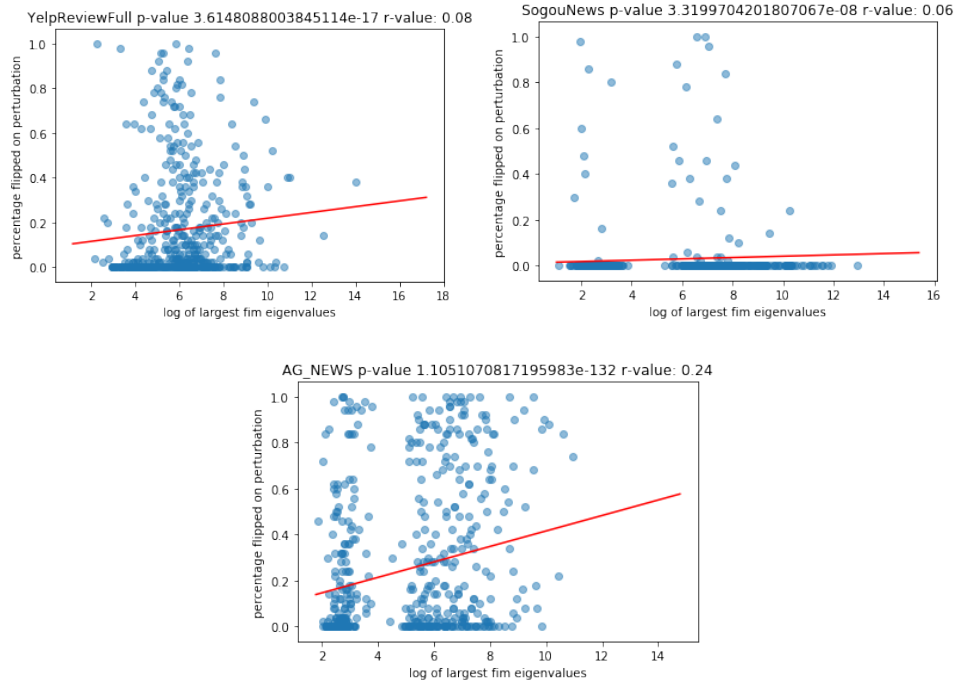 YelpReviewFull p-value 3.6148088003845114e-17 r-value: 0.08
percentage flipped on perturbation
1.0
0.8
0.6
0.4
0.2
0.0
2 4 6 8 10 12 14 16 18
log of largest fim eigenvalues
SogouNews p-value 3.3199704201807067e-08 r-value: 0.06
percentage flipped on perturbation
1.0
0.8
0.6
0.4
0.2
0.0
2 4 6 8 10 12 14 16
log of largest fim eigenvalues
AG_NEWS p-value 1.1051070817195983e-132 r-value: 0.24
percentage flipped on perturbation
1.0
0.8
0.6
0.4
0.2
0.0
2 4 6 8 10 12 14
log of largest fim eigenvalues